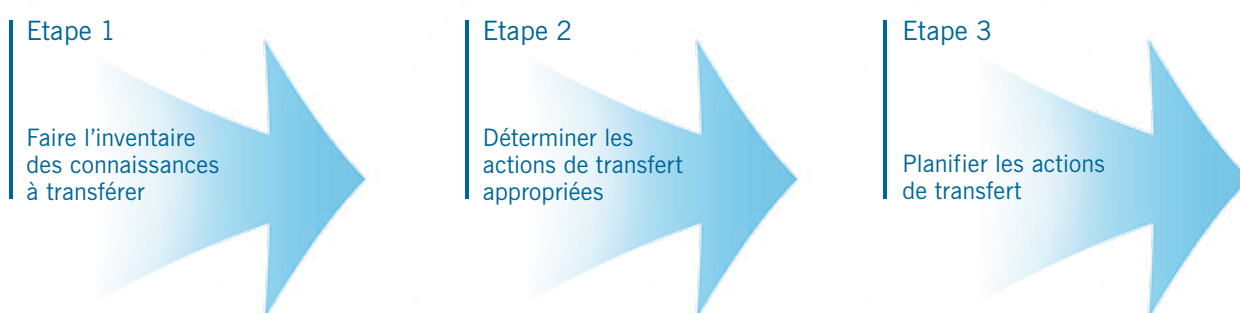 Etape 1
Faire l'inventaire
des connaissances
à transférer
Etape 2
Déterminer les
actions de transfert
appropriées
Etape 3
Planifier les actions
de transfert